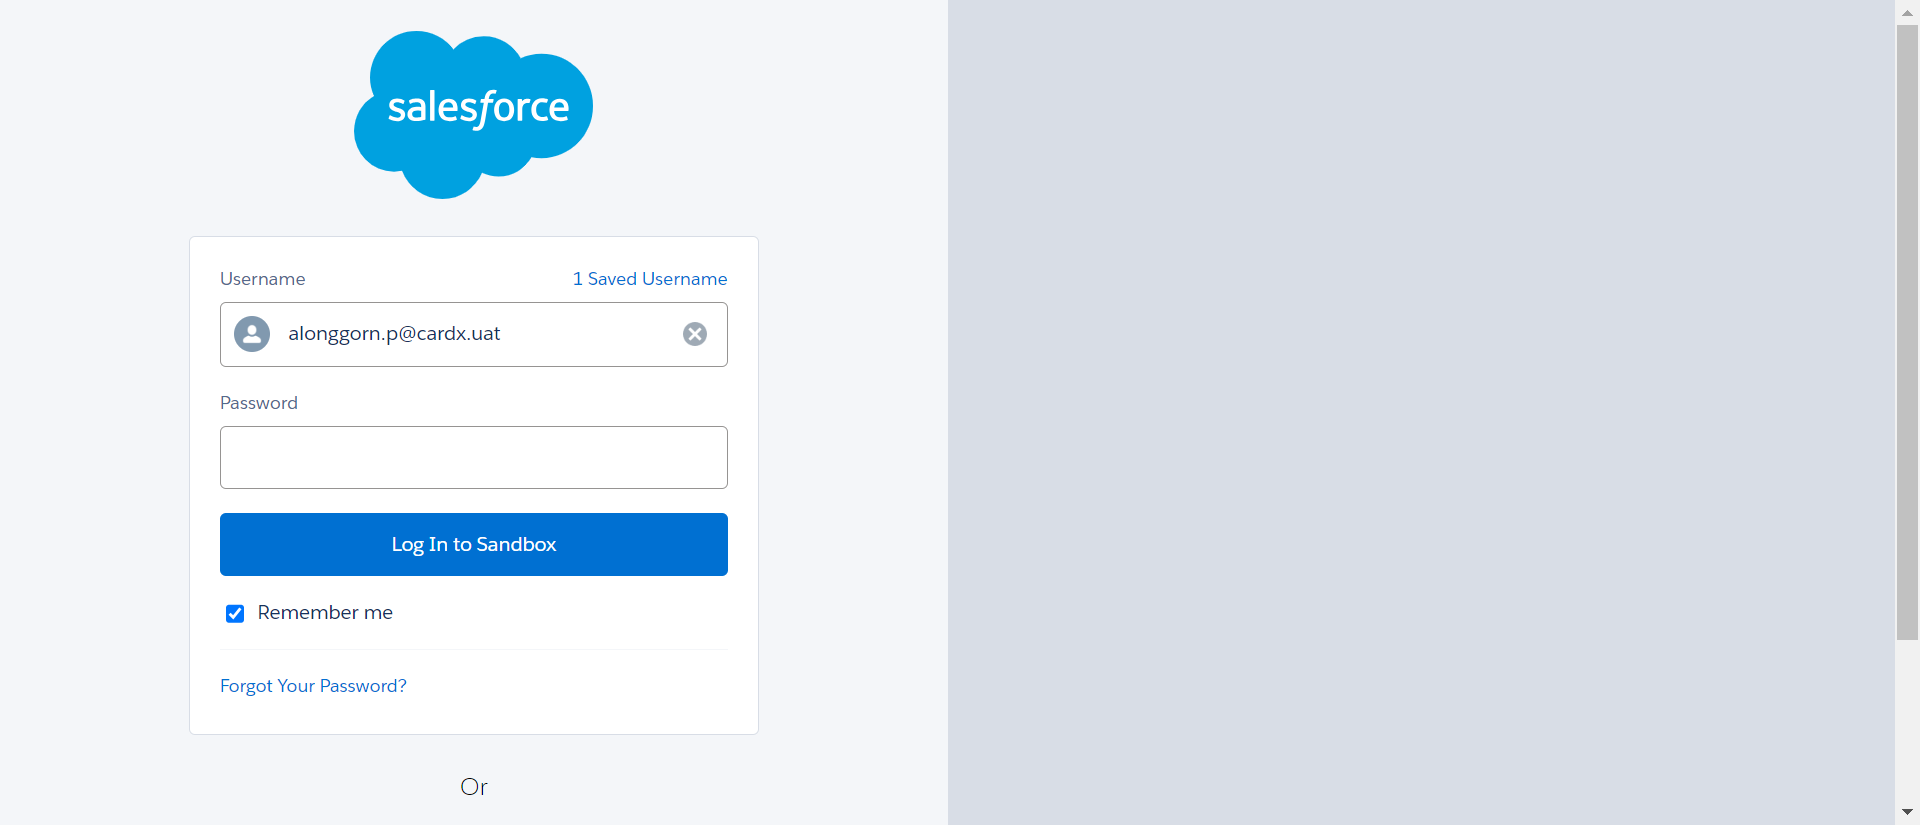 salesforce
Username
1 Saved Username
alonggorn.p@cardx.uat
Password
Log In to Sandbox
Remember me
Forgot Your Password?
Or